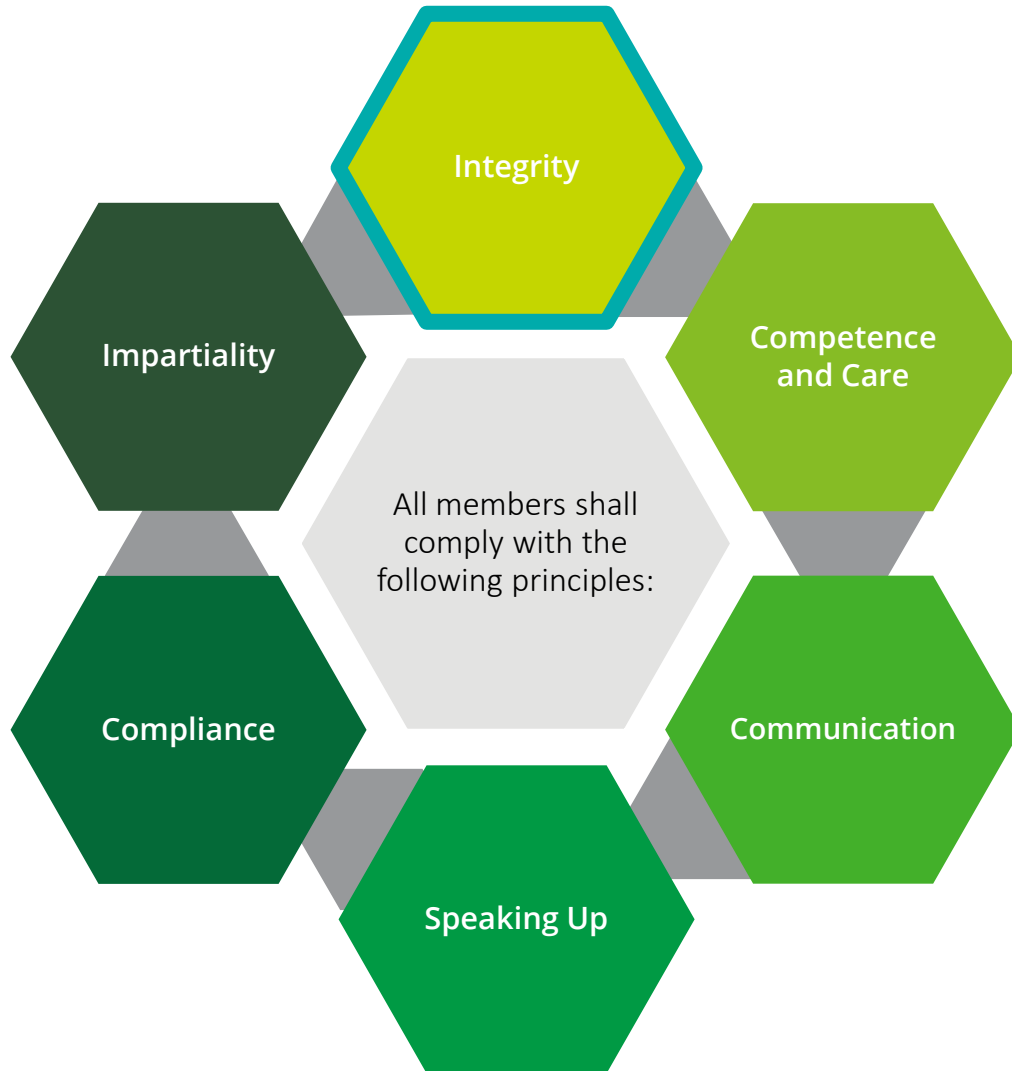 Integrity
Competence
and Care
Communication
Speaking Up
Compliance
Impartiality
All members shall
comply with the
following principles: